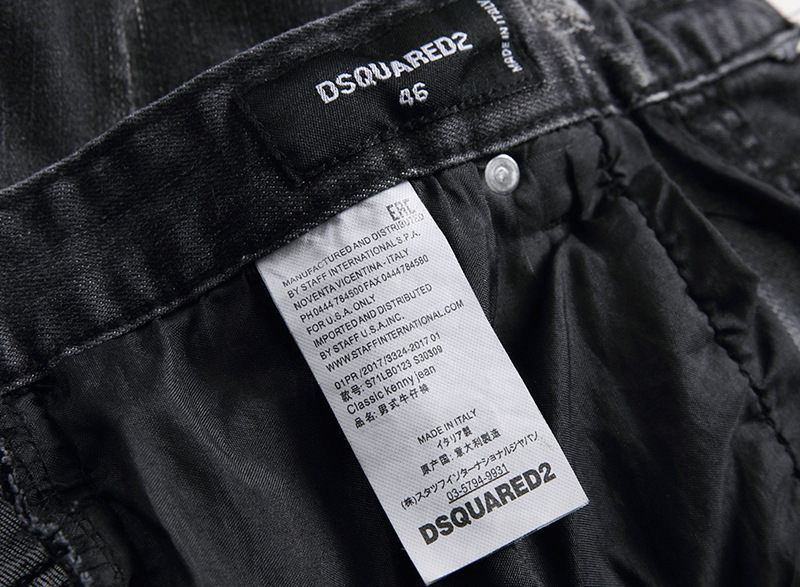 DSQUARED2
46
MADE IN ITALY
EAC
MANUFACTURED AND DISTRIBUTED
BY STAFF INTERNATIONAL S.P.A.
NOVENTA VICENTINA - ITALY
PH 0444 784500 FAX 0444784580
FOR U.S.A. ONLY
IMPORTED AND DISTRIBUTED
BY STAFF U.S.A. INC.
WWW.STAFFINTERNATIONAL.COM
01PR /2017/3324-2017 01
款号: S71LB0123 S30309
Classic kenny jean
品名: 男式牛仔裤
MADE IN ITALY
イタリア製
原产国: 意大利製造
(株)スタッフインターナショナルジャパン
03-5794-9931
DSQUARED2